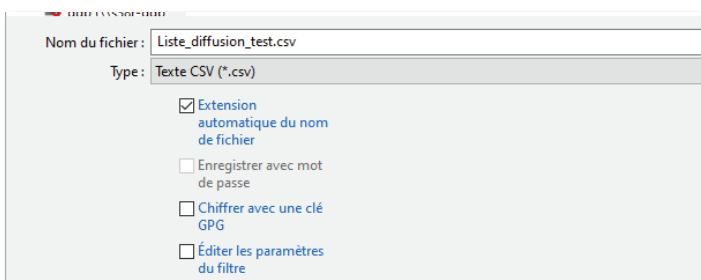 Nom du fichier : Liste_diffusion_test.csv
Type : Texte CSV (*.csv)
Extension
automatique du nom
de fichier
Enregistrer avec mot
de passe
Chiffrer avec une clé
GPG
Éditer les paramètres
du filtre